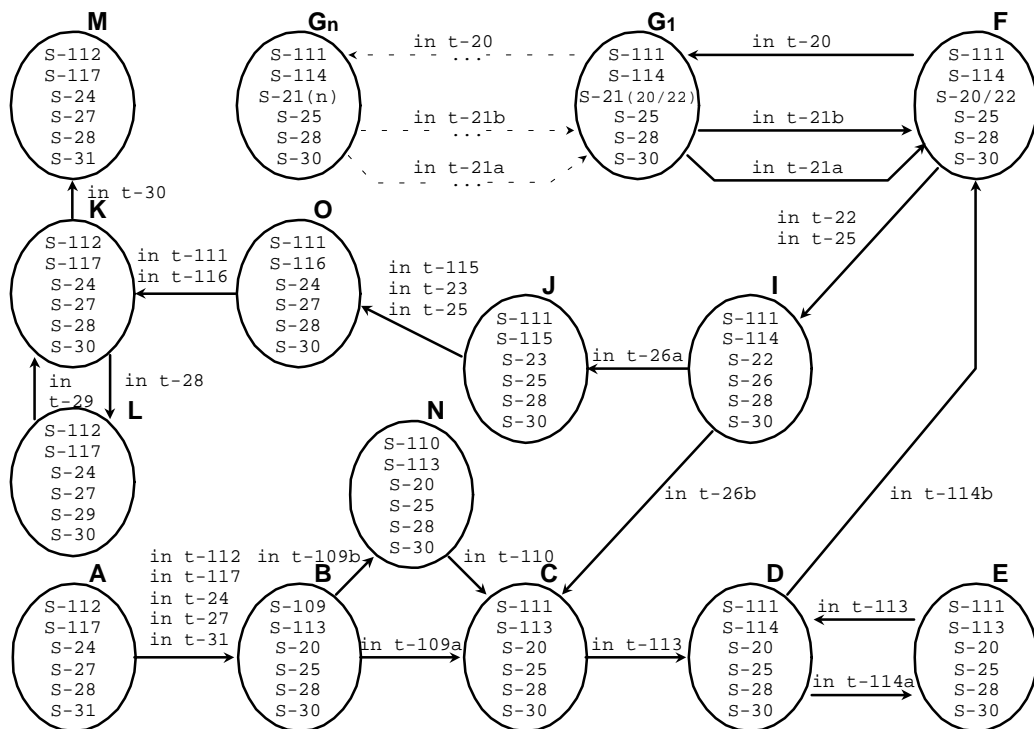 M
S-112
S-117
S-24
S-27
S-28
S-31
Gn
S-111
S-114
S-21(n)
S-25
S-28
S-30
in t-20
...
in t-21b
...
in t-21a
...
G1
S-111
S-114
S-21(20/22)
S-25
S-28
S-30
in t-20
in t-21b
in t-21a
F
S-111
S-114
S-20/22
S-25
S-28
S-30
in t-30
K
S-112
S-117
S-24
S-27
S-28
S-30
in t-111
in t-116
O
S-111
S-116
S-24
S-27
S-28
S-30
in t-115
in t-23
in t-25
J
S-111
S-115
S-23
S-25
S-28
S-30
in t-26a
I
S-111
S-114
S-22
S-26
S-28
S-30
in t-22
in t-25
in
t-29
in t-28
L
S-112
S-117
S-24
S-27
S-29
S-30
N
S-110
S-113
S-20
S-25
S-28
S-30
in t-26b
in t-114b
A
S-112
S-117
S-24
S-27
S-28
S-31
in t-112
in t-117
in t-24
in t-27
in t-31
in t-109b
B
S-109
S-113
S-20
S-25
S-28
S-30
in t-110
in t-109a
C
S-111
S-113
S-20
S-25
S-28
S-30
in t-113
D
S-111
S-114
S-20
S-25
S-28
S-30
in t-113
in t-114a
E
S-111
S-113
S-20
S-25
S-28
S-30